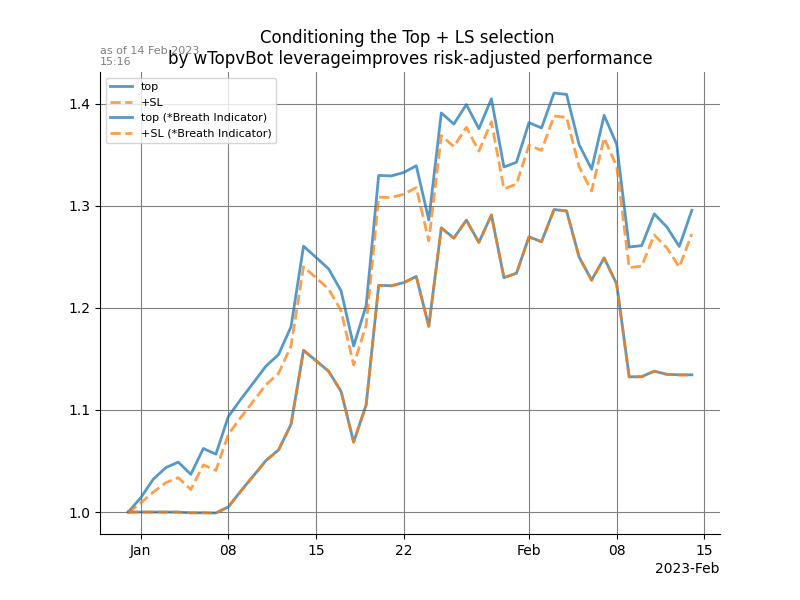 Conditioning the Top + LS selection
by wTopvBot leverageimproves risk-adjusted performance
as of 14 Feb 2023
15:16
top
+SL
top (*Breath Indicator)
+SL (*Breath Indicator)
1.4
1.3
1.2
1.1
1.0
Jan 08 15 22 Feb 08 15
2023-Feb